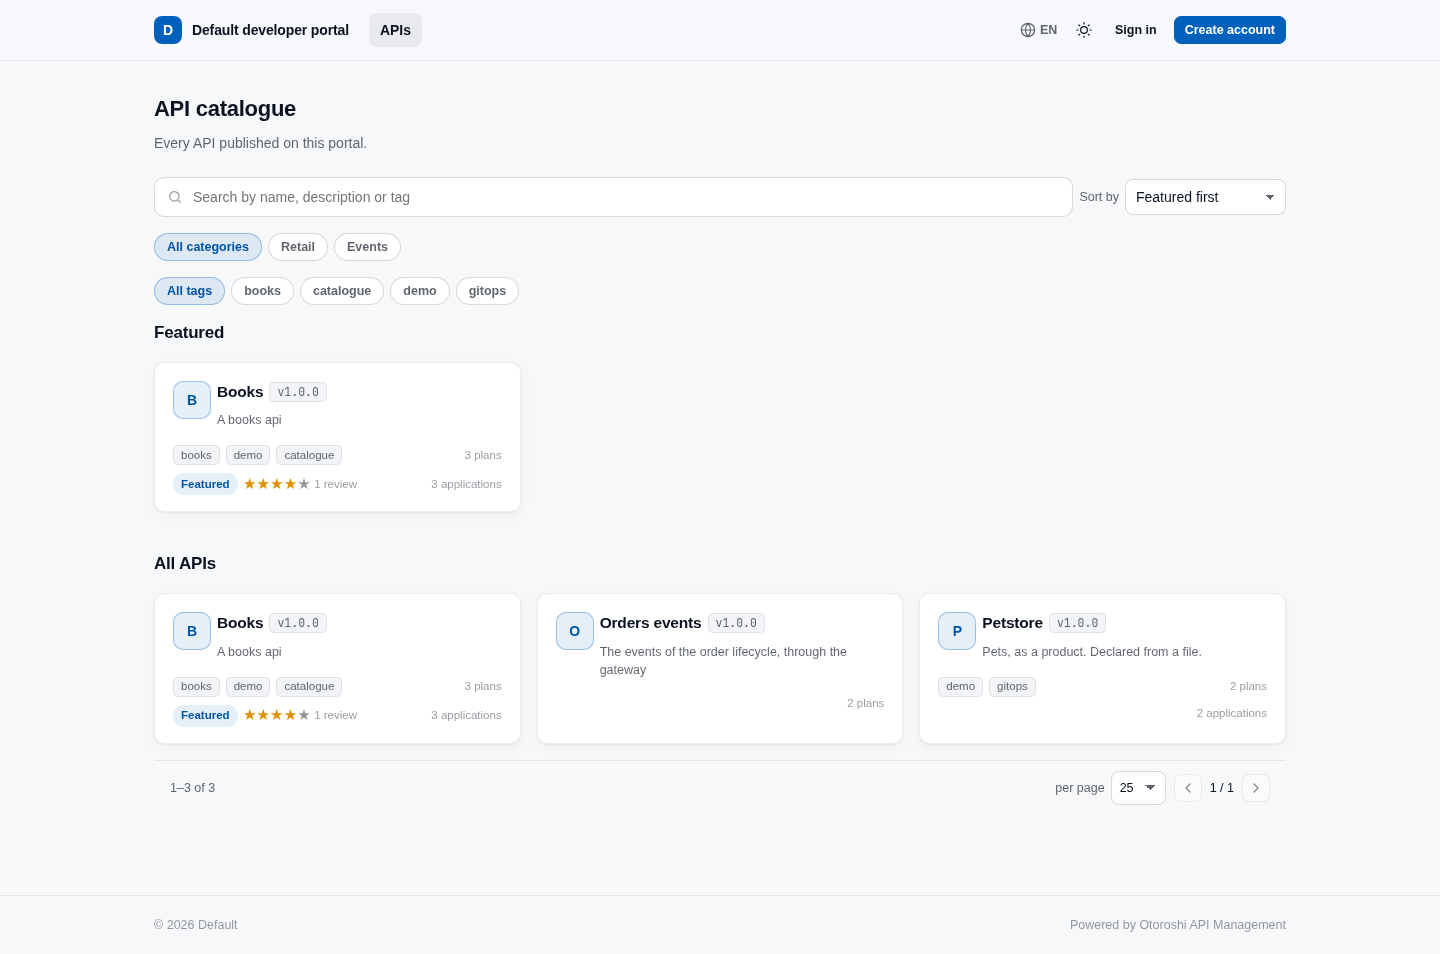 D Default developer portal APIs EN Sign in Create account
API catalogue
Every API published on this portal.
Search by name, description or tag Sort by Featured first
All categories Retail Events
All tags books catalogue demo gitops
Featured
B Books v1.0.0
A books api
books demo catalogue 3 plans
Featured ★★★★★ 1 review 3 applications
All APIs
B Books v1.0.0
A books api
books demo catalogue 3 plans
Featured ★★★★★ 1 review 3 applications
O Orders events v1.0.0
The events of the order lifecycle, through the
gateway
2 plans
P Petstore v1.0.0
Pets, as a product. Declared from a file.
demo gitops 2 plans
2 applications
1–3 of 3 per page 25 1 / 1
© 2026 Default Powered by Otoroshi API Management